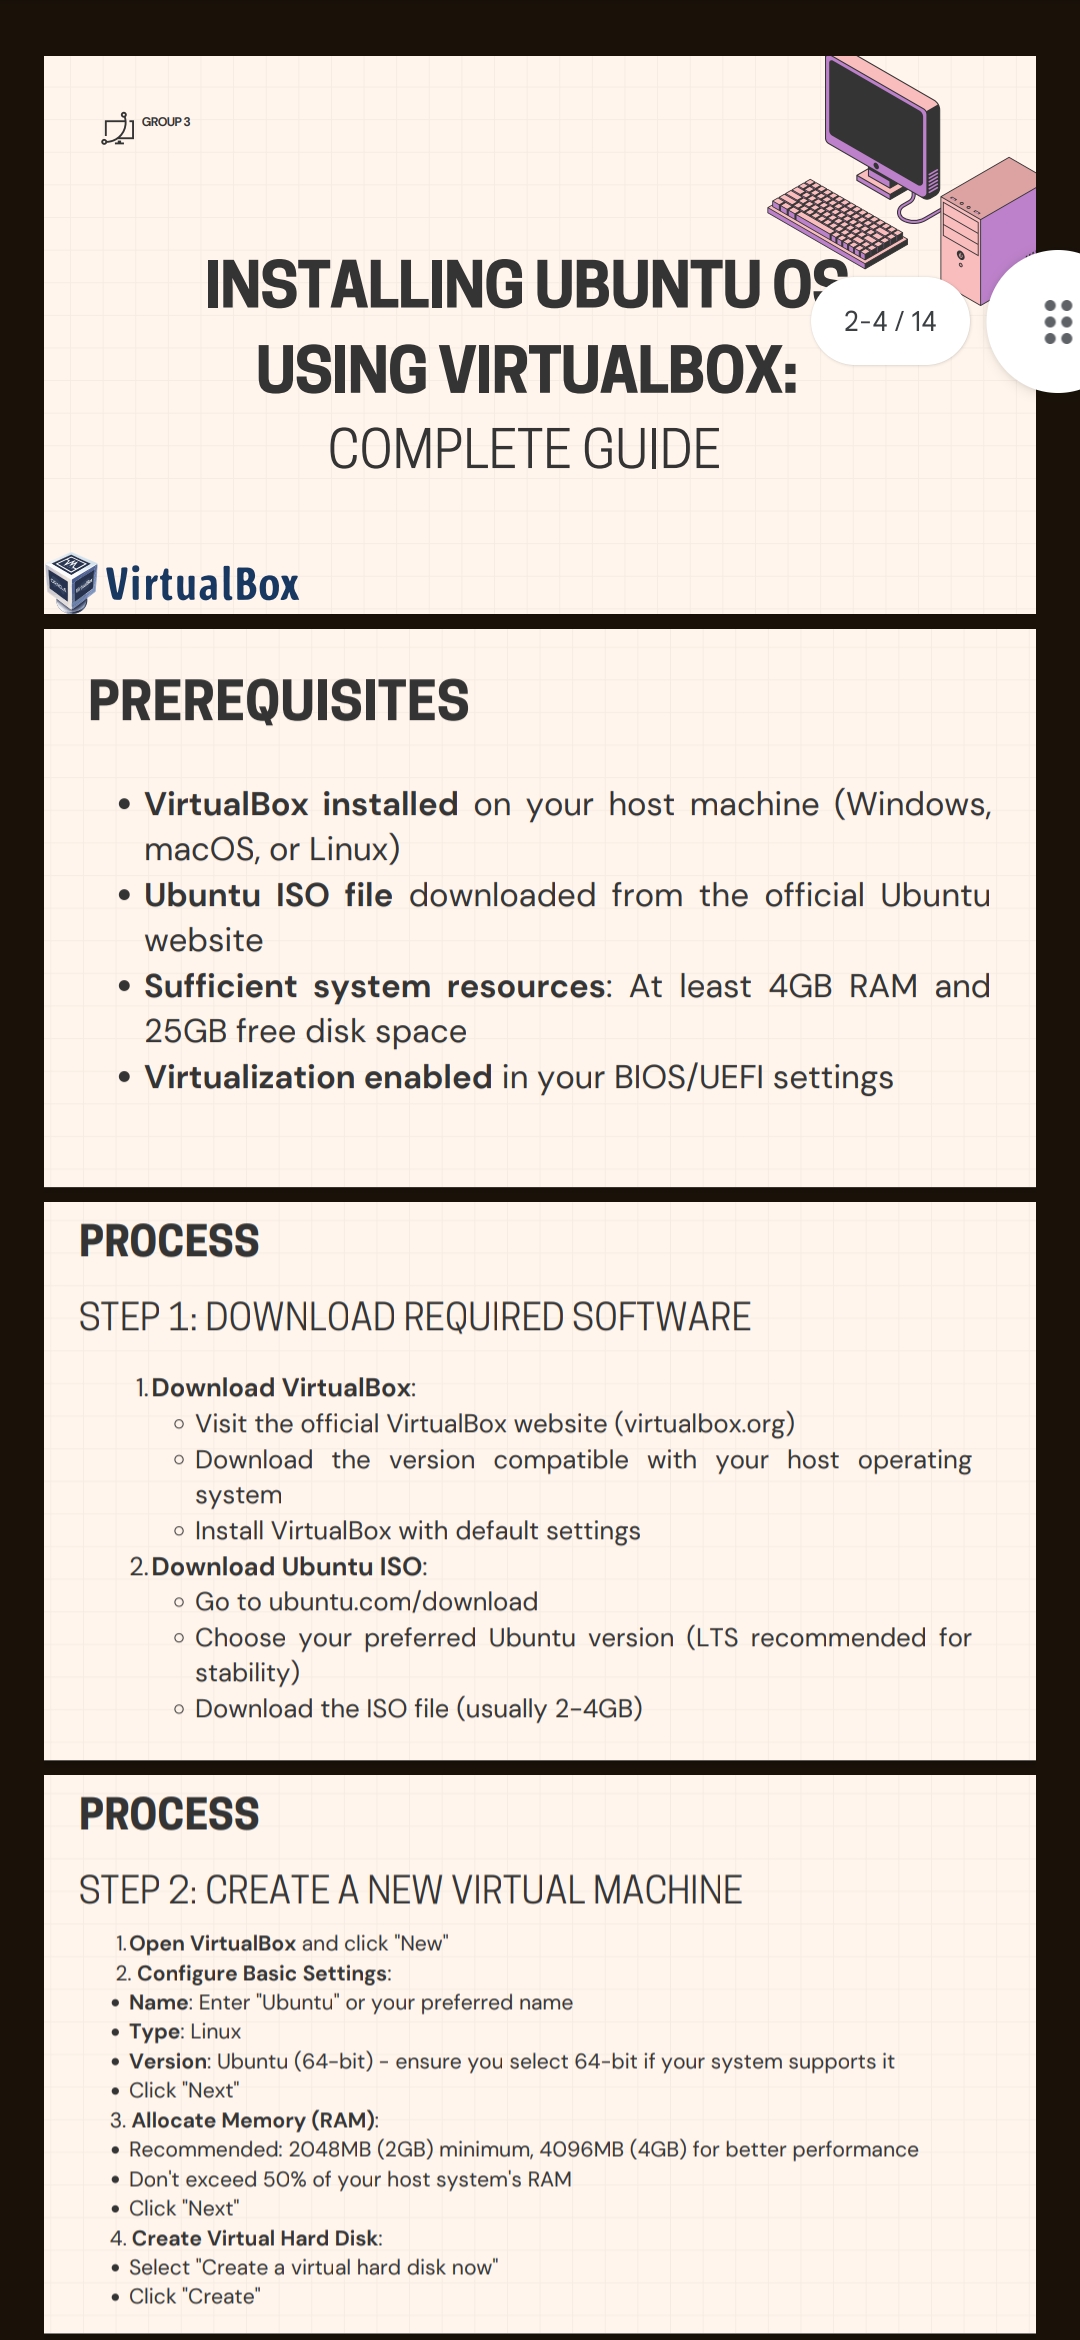 GROUP 3
INSTALLING UBUNTU OS
2-4 / 14
USING VIRTUALBOX:
COMPLETE GUIDE
VirtualBox
PREREQUISITES
• VirtualBox installed on your host machine (Windows,
macOS, or Linux)
• Ubuntu ISO file downloaded from the official Ubuntu
website
• Sufficient system resources: At least 4GB RAM and
25GB free disk space
• Virtualization enabled in your BIOS/UEFI settings
PROCESS
STEP 1: DOWNLOAD REQUIRED SOFTWARE
1. Download VirtualBox:
○ Visit the official VirtualBox website (virtualbox.org)
○ Download the version compatible with your host operating
system
○ Install VirtualBox with default settings
2. Download Ubuntu ISO:
○ Go to ubuntu.com/download
○ Choose your preferred Ubuntu version (LTS recommended for
stability)
○ Download the ISO file (usually 2-4GB)
PROCESS
STEP 2: CREATE A NEW VIRTUAL MACHINE
1. Open VirtualBox and click "New"
2. Configure Basic Settings:
• Name: Enter "Ubuntu" or your preferred name
• Type: Linux
• Version: Ubuntu (64-bit) - ensure you select 64-bit if your system supports it
• Click "Next"
3. Allocate Memory (RAM):
• Recommended: 2048MB (2GB) minimum, 4096MB (4GB) for better performance
• Don't exceed 50% of your host system's RAM
• Click "Next"
4. Create Virtual Hard Disk:
• Select "Create a virtual hard disk now"
• Click "Create"